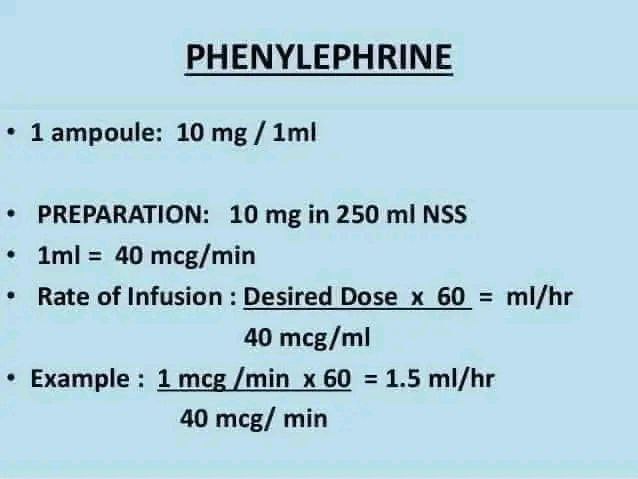 PHENYLEPHRINE
• 1 ampoule: 10 mg / 1ml
• PREPARATION: 10 mg in 250 ml NSS
• 1ml = 40 mcg/min
• Rate of Infusion : Desired Dose x 60 = ml/hr
40 mcg/ml
• Example : 1 mcg /min x 60 = 1.5 ml/hr
40 mcg/ min